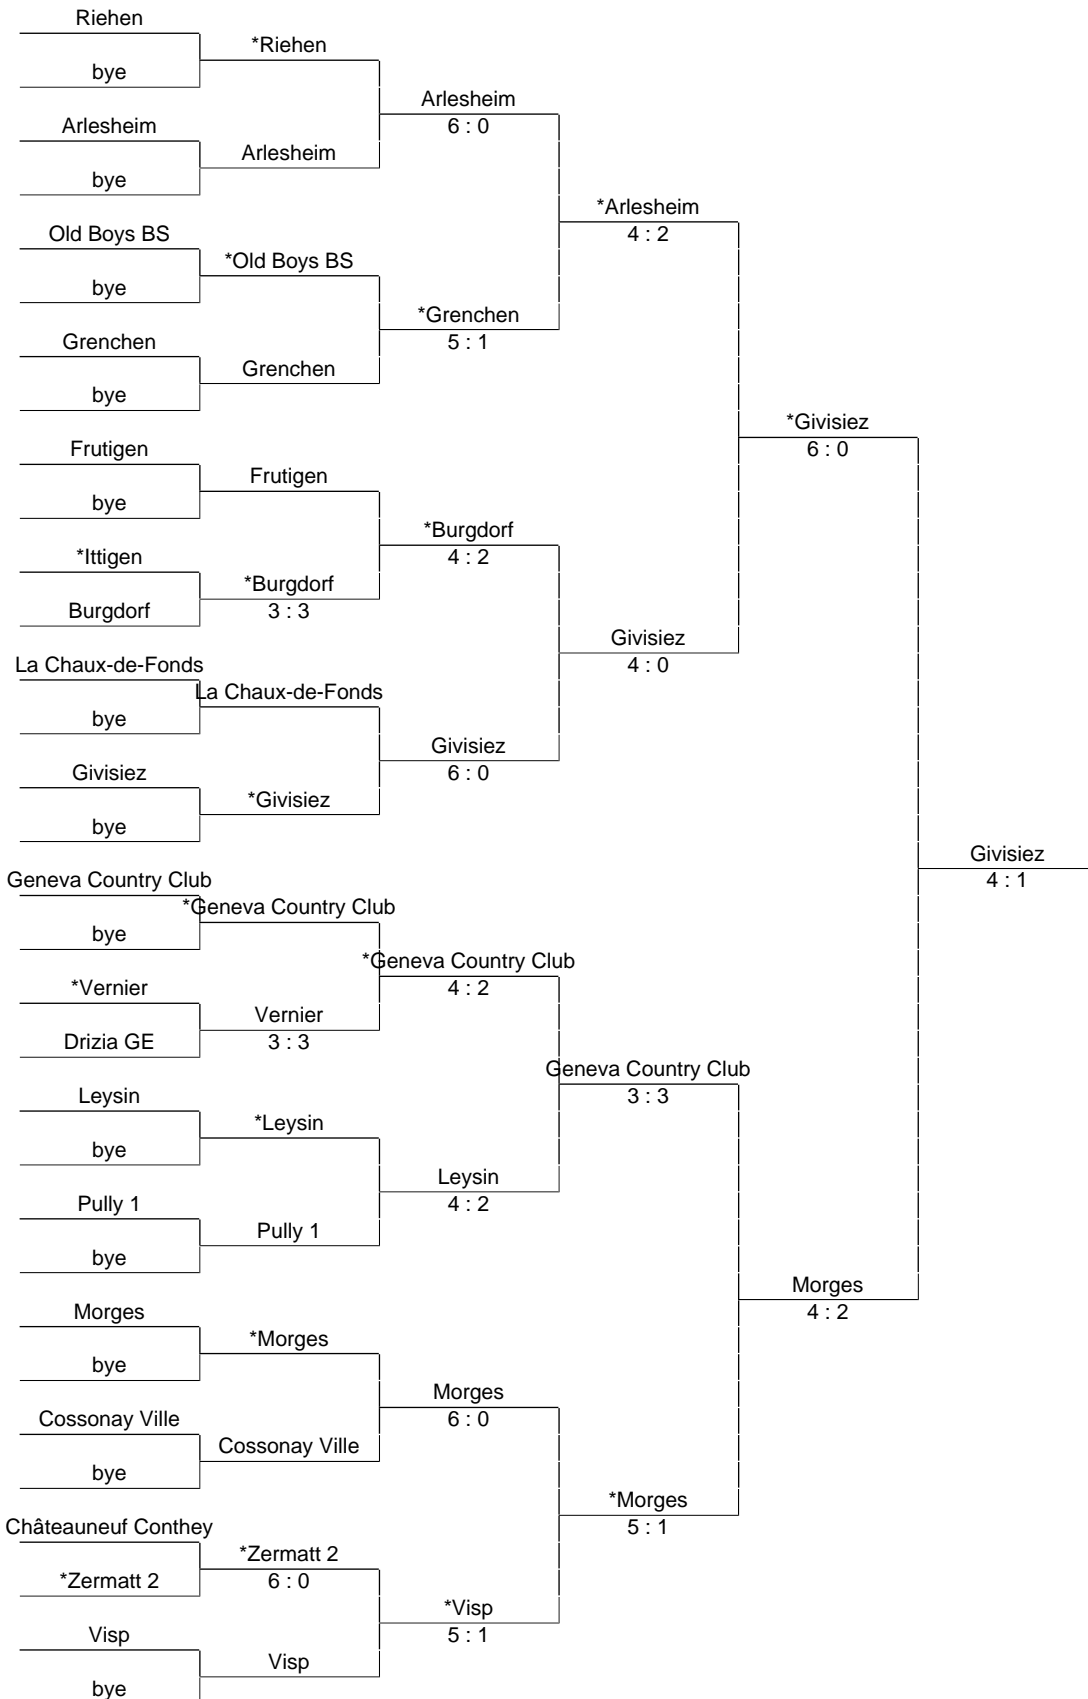 Riehen
*Riehen
bye
Arlesheim
6 : 0
Arlesheim
Arlesheim
bye
*Arlesheim
4 : 2
Old Boys BS
*Old Boys BS
bye
*Grenchen
5 : 1
Grenchen
Grenchen
bye
*Givisiez
6 : 0
Frutigen
Frutigen
bye
*Burgdorf
4 : 2
*Ittigen
*Burgdorf
3 : 3
Burgdorf
Givisiez
4 : 0
La Chaux-de-Fonds
La Chaux-de-Fonds
bye
Givisiez
6 : 0
Givisiez
*Givisiez
bye
Givisiez
4 : 1
Geneva Country Club
*Geneva Country Club
bye
*Geneva Country Club
4 : 2
*Vernier
Vernier
3 : 3
Drizia GE
Geneva Country Club
3 : 3
Leysin
*Leysin
bye
Leysin
4 : 2
Pully 1
Pully 1
bye
Morges
4 : 2
Morges
*Morges
bye
Morges
6 : 0
Cossonay Ville
Cossonay Ville
bye
*Morges
5 : 1
Châteauneuf Conthey
*Zermatt 2
6 : 0
*Zermatt 2
*Visp
5 : 1
Visp
Visp
bye